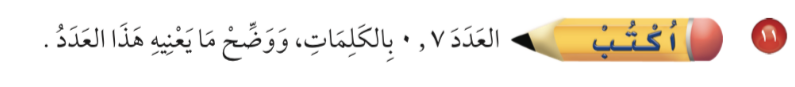 ١١ اُكْتُبْ العَدَدَ ٠,٧ بِالكَلِمَاتِ، وَوَضِّحْ مَا يَعْنِيهِ هَذَا العَدَدُ .